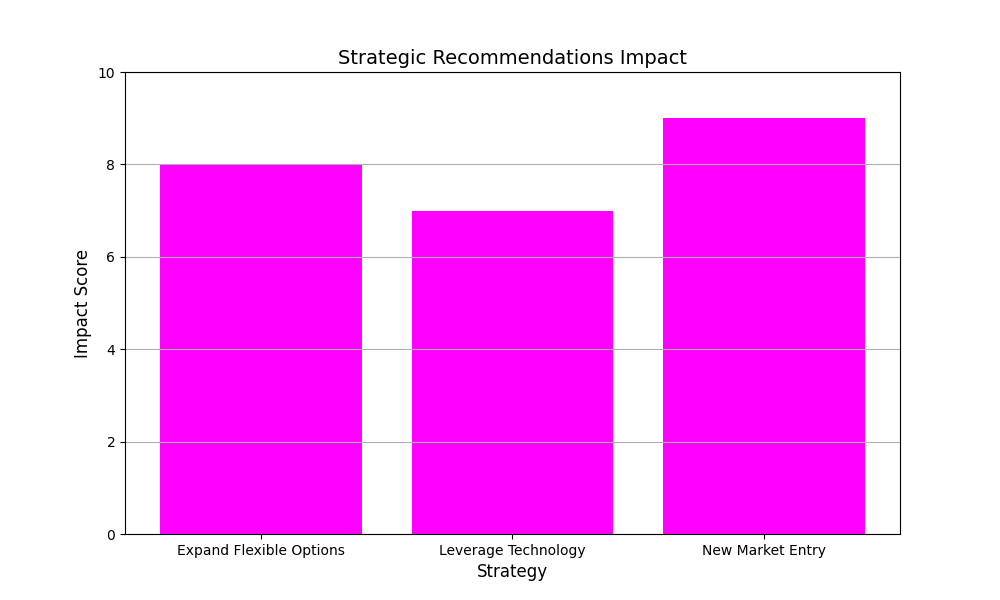 Strategic Recommendations Impact
10
8
6
4
2
0
Impact Score
Expand Flexible Options
Leverage Technology
New Market Entry
Strategy